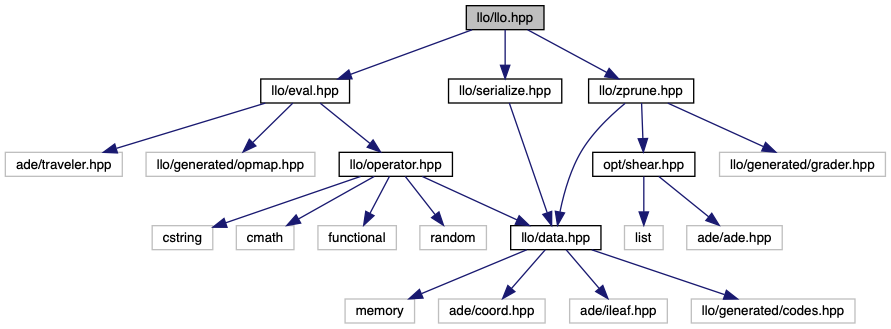 llo/llo.hpp
llo/eval.hpp
llo/serialize.hpp
llo/zprune.hpp
ade/traveler.hpp
llo/generated/opmap.hpp
llo/operator.hpp
opt/shear.hpp
llo/generated/grader.hpp
cstring
cmath
functional
random
llo/data.hpp
list
ade/ade.hpp
memory
ade/coord.hpp
ade/ileaf.hpp
llo/generated/codes.hpp